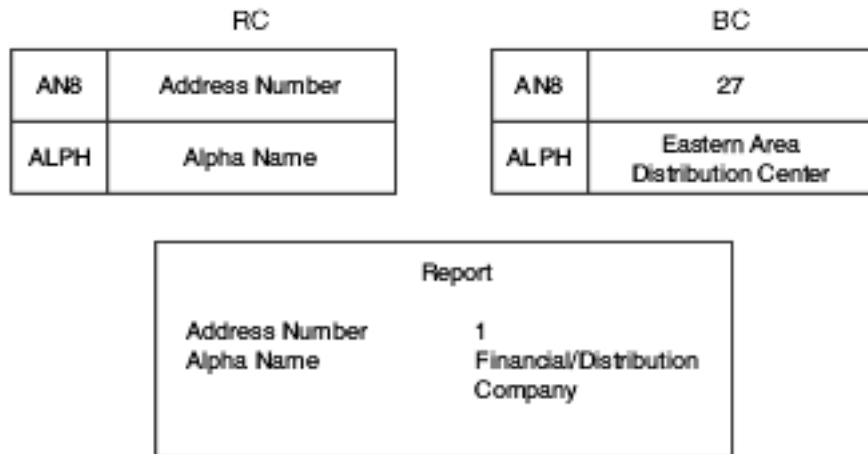 RC
BC
AN8 Address Number
AN8 27
ALPH Alpha Name
ALPH Eastern Area
Distribution Center
Report
Address Number 1
Alpha Name Financial/Distribution
Company